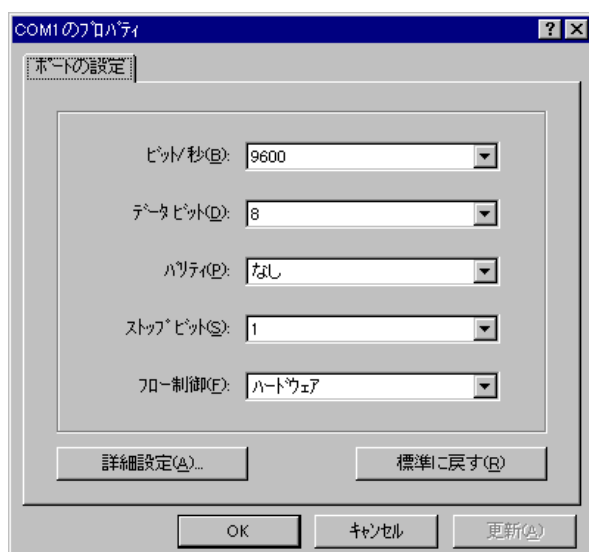 COM1のﾌﾟﾛﾊﾟﾃｨ
ﾎﾟｰﾄの設定
ﾋﾞｯﾄ/秒(B): 9600
ﾃﾞｰﾀ ﾋﾞｯﾄ(D): 8
ﾊﾟﾘﾃｨ(P): なし
ｽﾄｯﾌﾟ ﾋﾞｯﾄ(S): 1
ﾌﾛｰ制御(F): ﾊｰﾄﾞｳｪｱ
詳細設定(A)... 標準に戻す(R)
OK ｷｬﾝｾﾙ 更新(A)